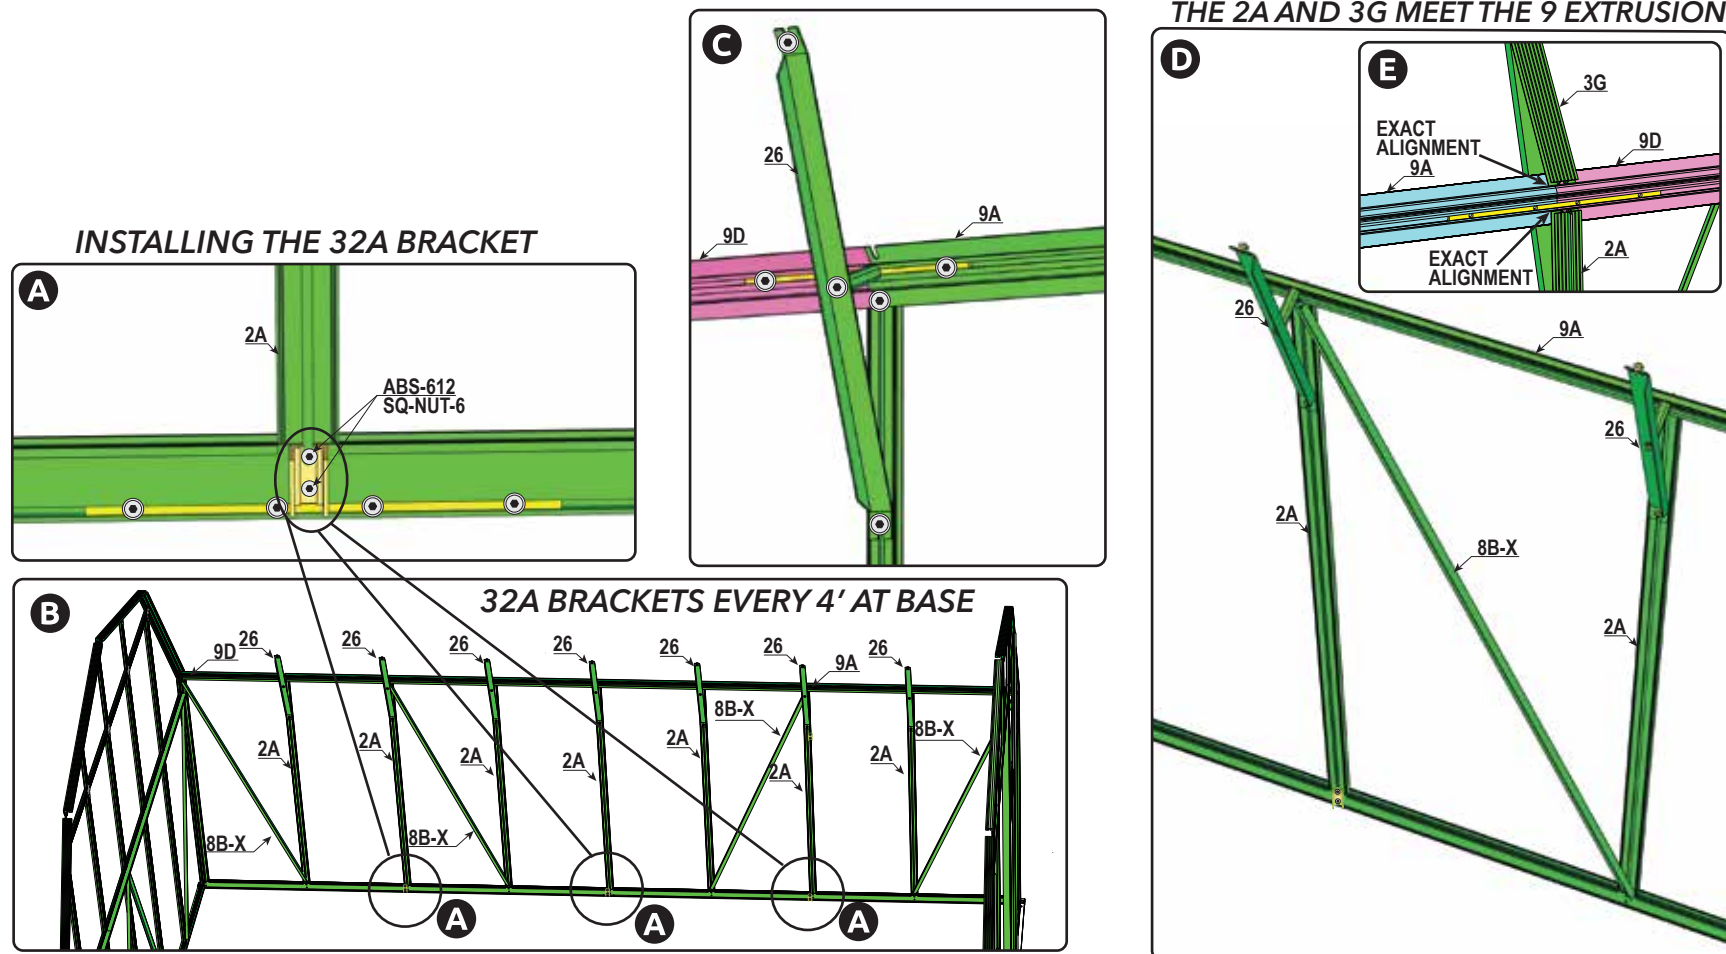 INSTALLING THE 32A BRACKET
A
2A
ABS-612
SQ-NUT-6
C
26
9D
9A
B
32A BRACKETS EVERY 4' AT BASE
9D
26
26
26
26
26
26
26
9A
8B-X
8B-X
2A
2A
2A
2A
2A
2A
2A
8B-X
8B-X
A
A
A
THE 2A AND 3G MEET THE 9 EXTRUSION
D
E
3G
EXACT
ALIGNMENT
9A
9D
EXACT
ALIGNMENT
2A
26
9A
26
2A
8B-X
2A